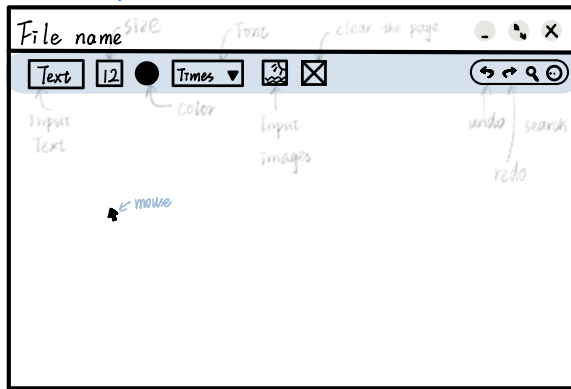 File name
size
Font
clear the page
Text
12
Times
color
Input
Text
Input
Images
undo
search
redo
mouse